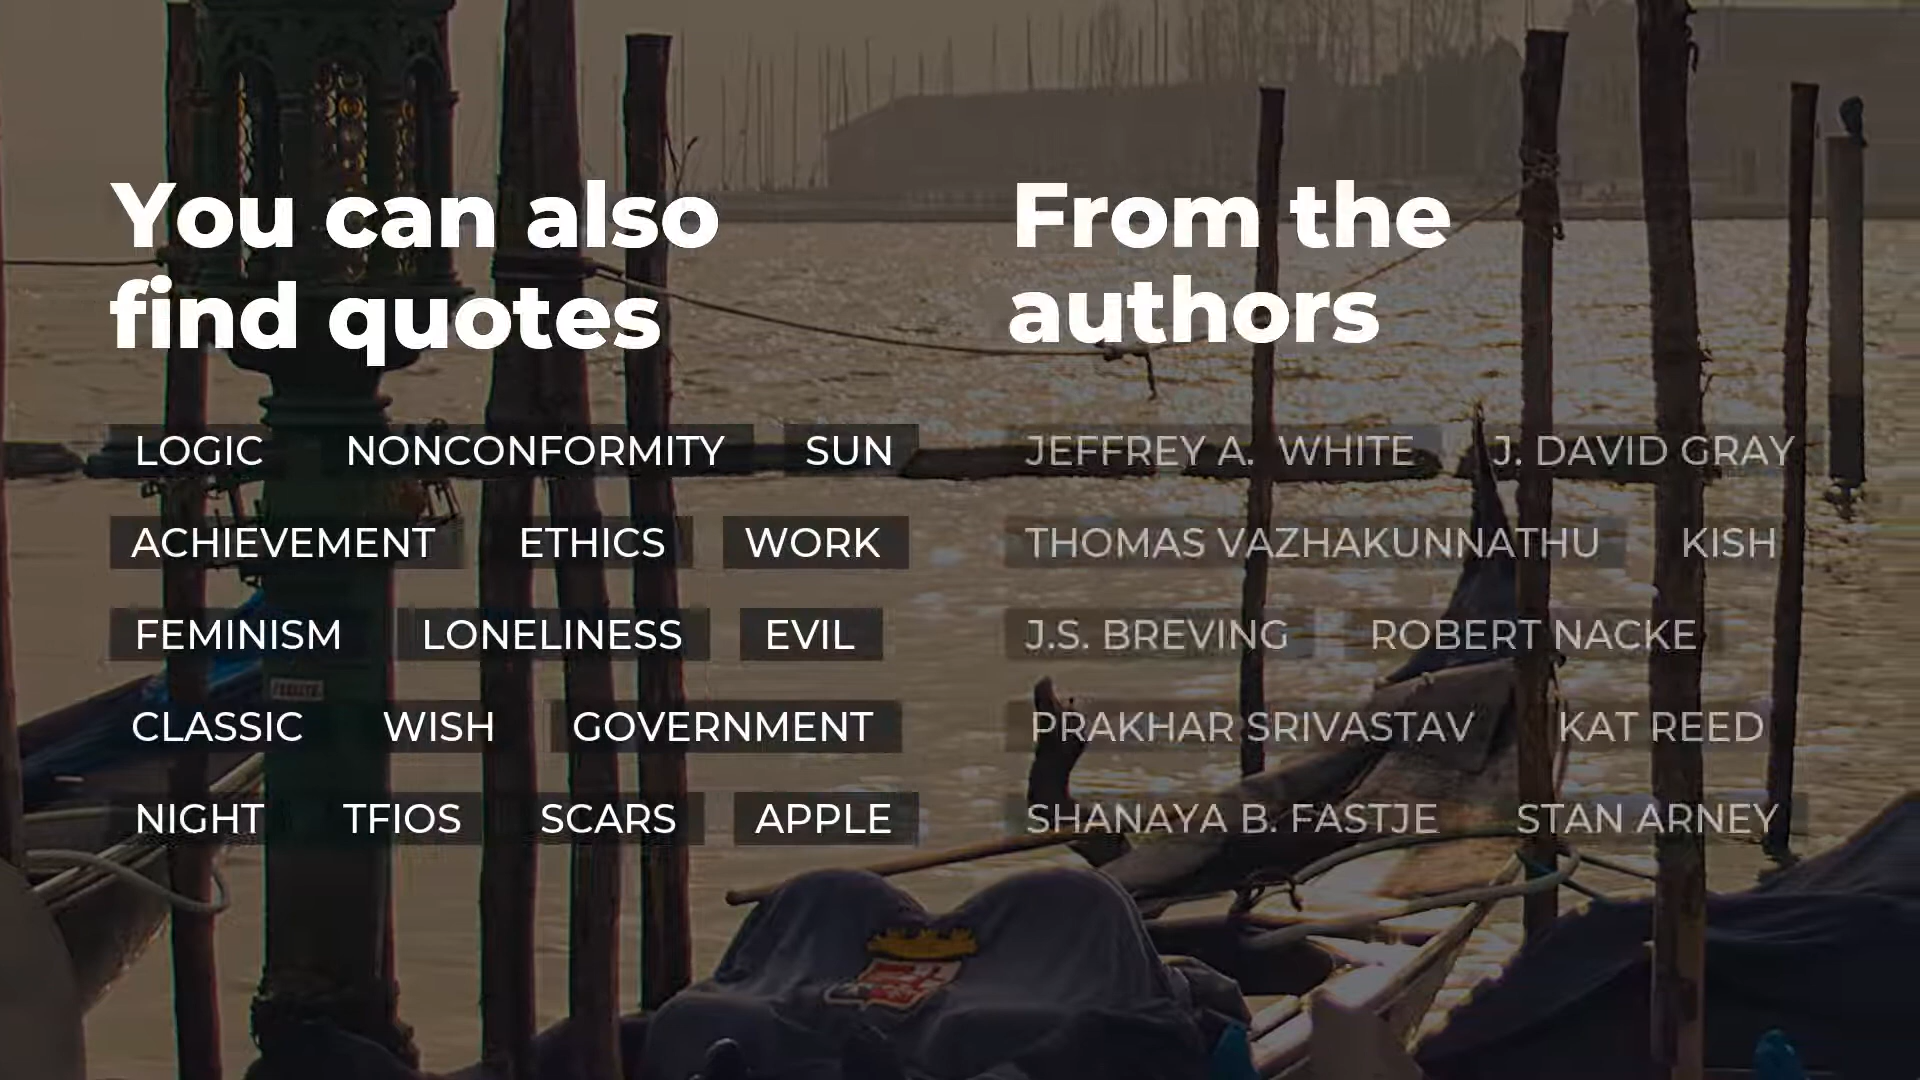 You can also
find quotes
LOGIC NONCONFORMITY SUN
ACHIEVEMENT ETHICS WORK
FEMINISM LONELINESS EVIL
CLASSIC WISH GOVERNMENT
NIGHT TFIOS SCARS APPLE
From the
authors
JEFFREY A. WHITE J. DAVID GRAY
THOMAS VAZHAKUNNATHU KISH
J.S. BREVING ROBERT NACKE
PRAKHAR SRIVASTAV KAT REED
SHANAYA B. FASTJE STAN ARNEY